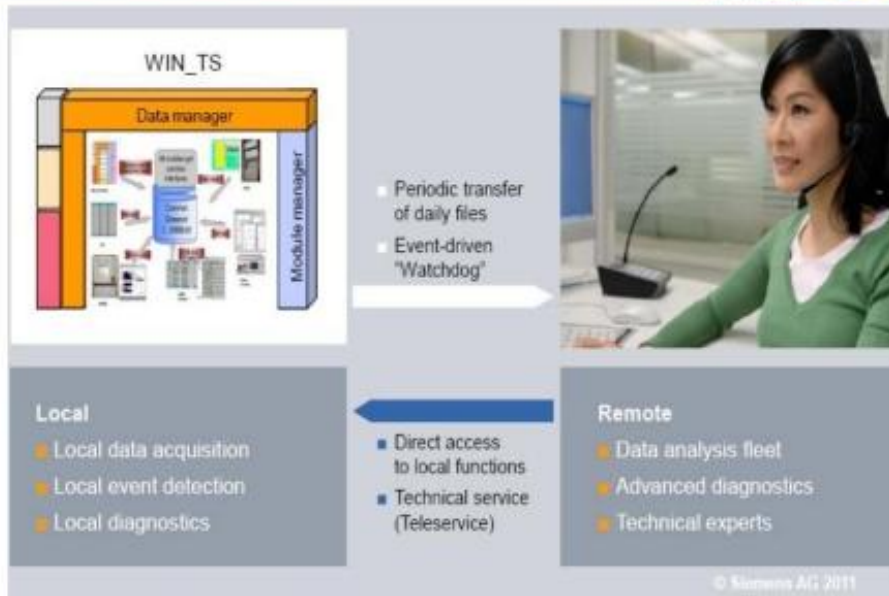 WIN_TS
Data manager
Module manager
Periodic transfer
of daily files
Event-driven
"Watchdog"
Local
Local data acquisition
Local event detection
Local diagnostics
Direct access
to local functions
Technical service
(Teleservice)
Remote
Data analysis fleet
Advanced diagnostics
Technical experts
© Siemens AG 2011